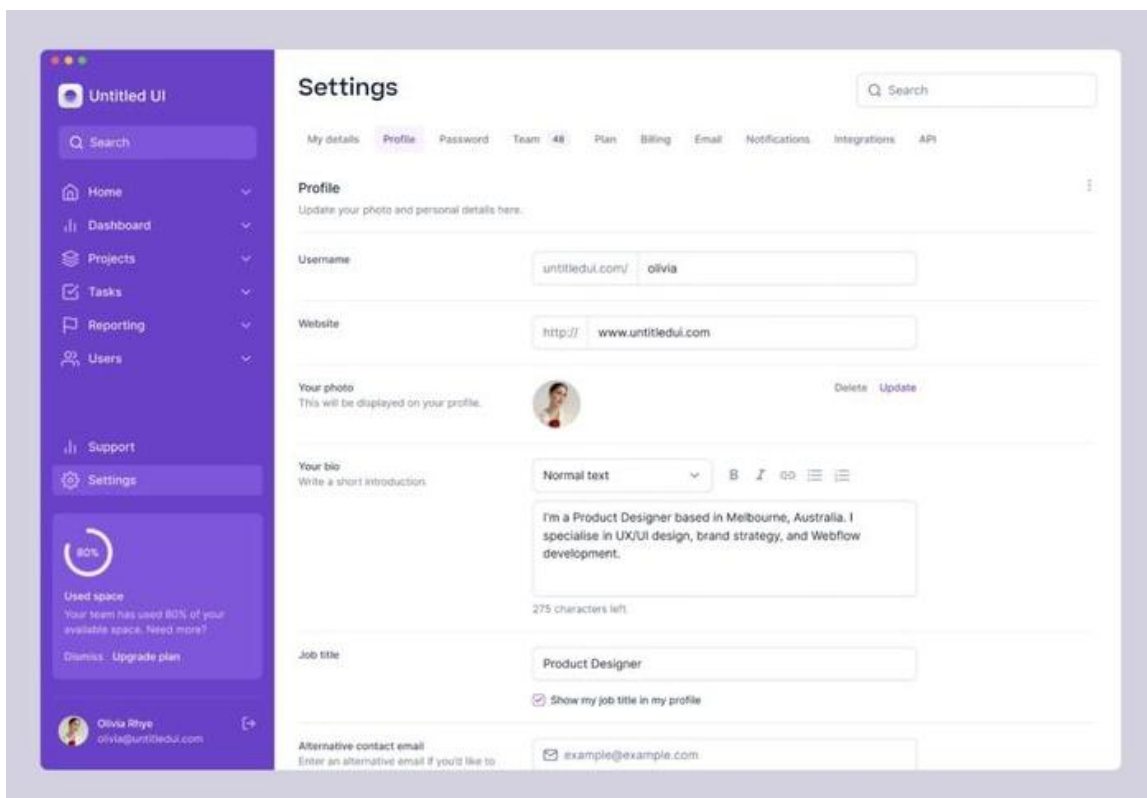 Untitled UI
Search
Home
Dashboard
Projects
Tasks
Reporting
Users
Support
Settings
80%
Used space
Your team has used 80% of your
available space. Need more?
Dismiss Upgrade plan
Olivia Rhye
olivia@untitledui.com
Settings
Search
My details Profile Password Team 48 Plan Billing Email Notifications Integrations API
Profile
Update your photo and personal details here.
Username
untitledui.com/ olivia
Website
http:// www.untitledui.com
Your photo
This will be displayed on your profile.
Delete Update
Your bio
Write a short introduction.
Normal text B I
I'm a Product Designer based in Melbourne, Australia. I
specialise in UX/UI design, brand strategy, and Webflow
development.
275 characters left
Job title
Product Designer
Show my job title in my profile
Alternative contact email
Enter an alternative email if you'd like to
example@example.com